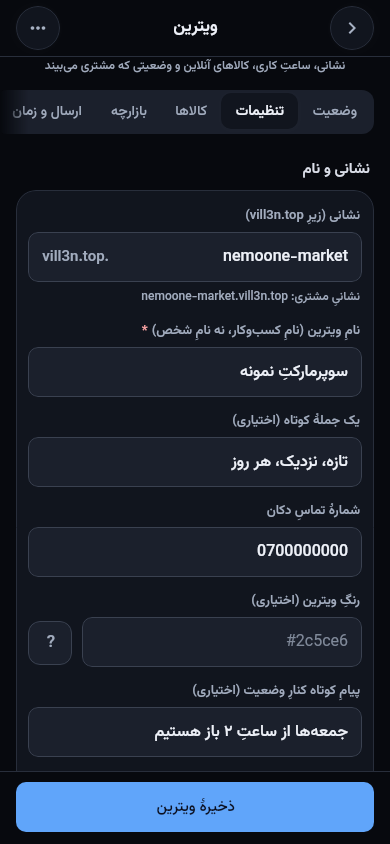 ویترین
نشانی، ساعتِ کاری، کالاهای آنلاین و وضعیتی که مشتری می‌بیند
وضعیت تنظیمات کالاها بازارچه ارسال و زمان
نشانی و نام
نشانی (زیرِ vill3n.top)
nemoone-market .vill3n.top
نشانیِ مشتری: nemoone-market.vill3n.top
نام ویترین (نامِ کسب‌وکار، نه نامِ شخص) *
سوپرمارکتِ نمونه
یک جملهٔ کوتاه (اختیاری)
تازه، نزدیک، هر روز
شمارهٔ تماسِ دکان
0700000000
رنگِ ویترین (اختیاری)
#2c5ce6 ?
پیامِ کوتاه کنارِ وضعیت (اختیاری)
جمعه‌ها از ساعتِ ۲ باز هستیم
ذخیرهٔ ویترین